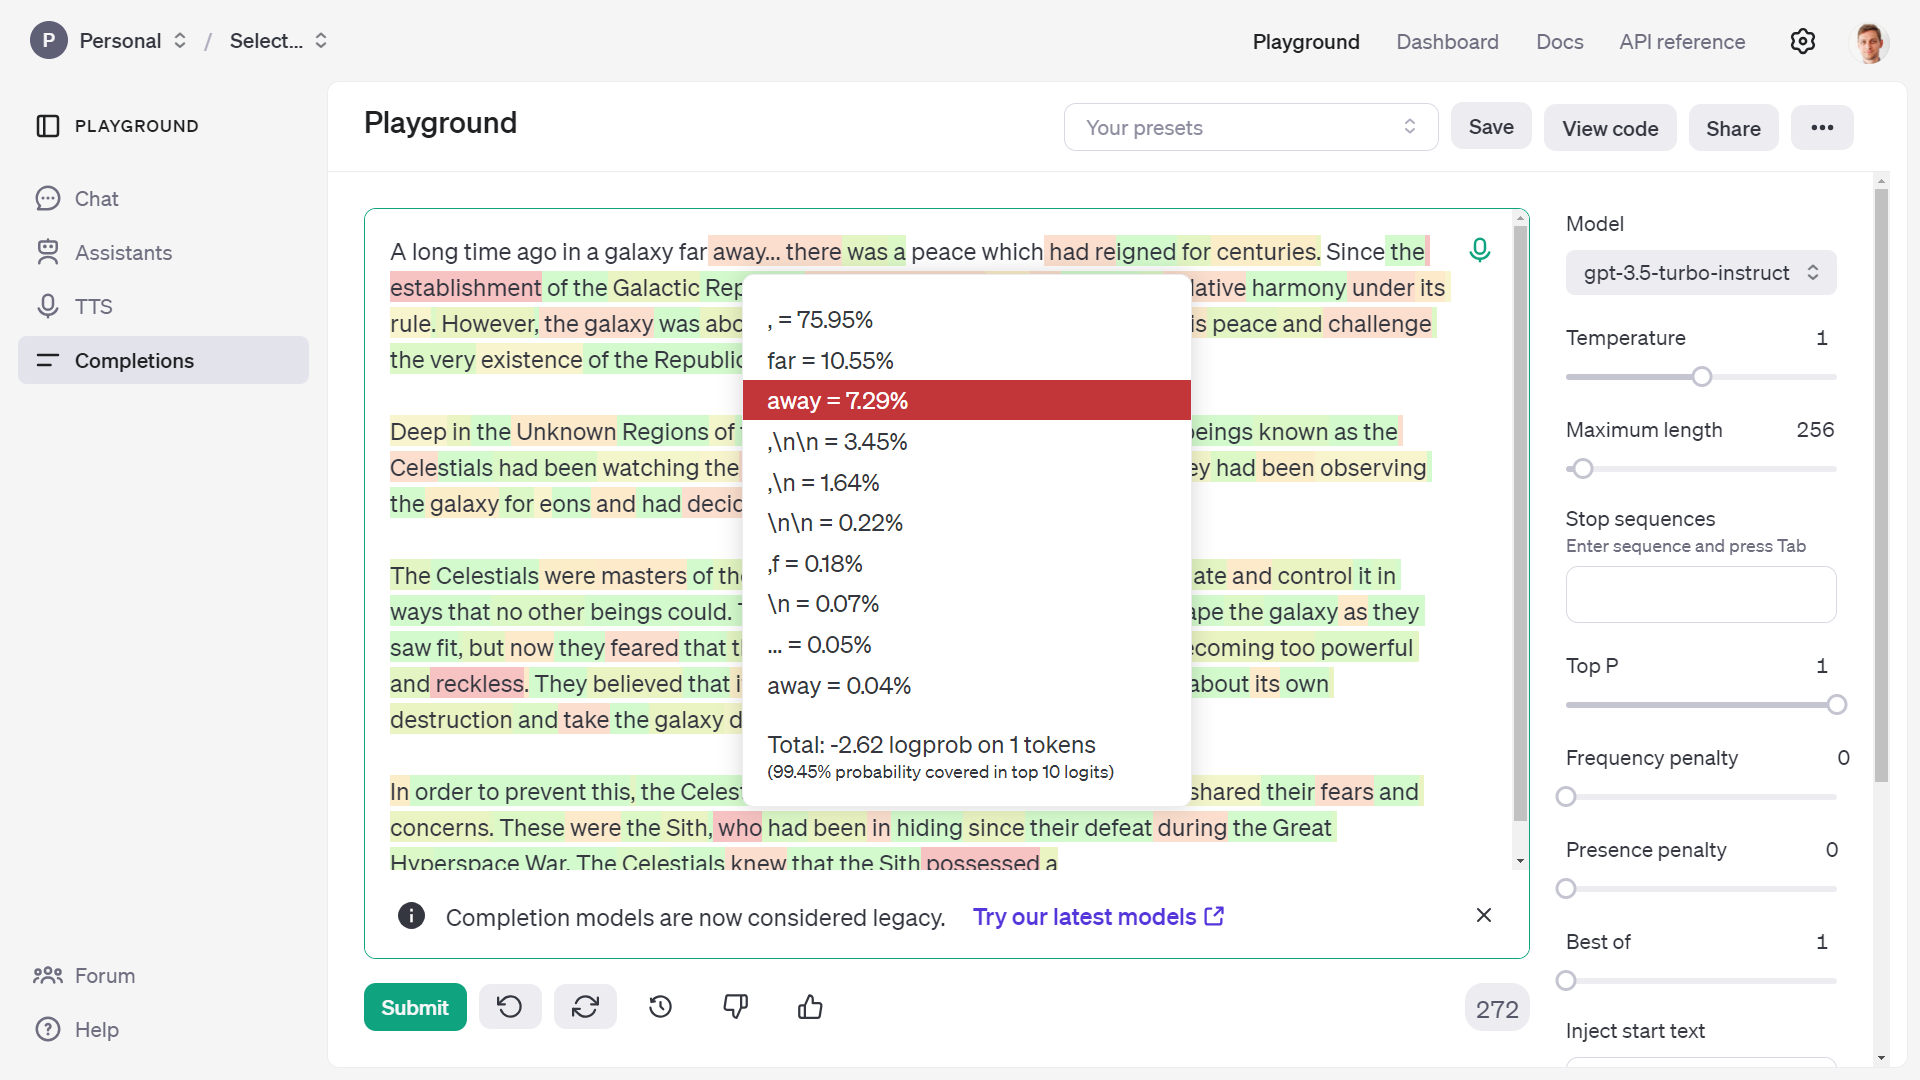 P Personal / Select...
Playground Dashboard Docs API reference
PLAYGROUND
Chat
Assistants
TTS
Completions
Forum
Help
Playground
Your presets
Save
View code
Share
A long time ago in a galaxy far away... there was a peace which had reigned for centuries. Since the
establishment of the Galactic Rep lative harmony under its
rule. However, the galaxy was abo is peace and challenge
the very existence of the Republic
Deep in the Unknown Regions of eings known as the
Celestials had been watching the ey had been observing
the galaxy for eons and had decid
The Celestials were masters of the ate and control it in
ways that no other beings could. ape the galaxy as they
saw fit, but now they feared that t ecoming too powerful
and reckless. They believed that i about its own
destruction and take the galaxy d
In order to prevent this, the Celest shared their fears and
concerns. These were the Sith, who had been in hiding since their defeat during the Great
Hyperspace War. The Celestials knew that the Sith possessed a
, = 75.95%
far = 10.55%
away = 7.29%
,\n\n = 3.45%
,\n = 1.64%
\n\n = 0.22%
,f = 0.18%
\n = 0.07%
... = 0.05%
away = 0.04%
Total: -2.62 logprob on 1 tokens
(99.45% probability covered in top 10 logits)
Completion models are now considered legacy. Try our latest models
Submit
272
Model
gpt-3.5-turbo-instruct
Temperature 1
Maximum length 256
Stop sequences
Enter sequence and press Tab
Top P 1
Frequency penalty 0
Presence penalty 0
Best of 1
Inject start text